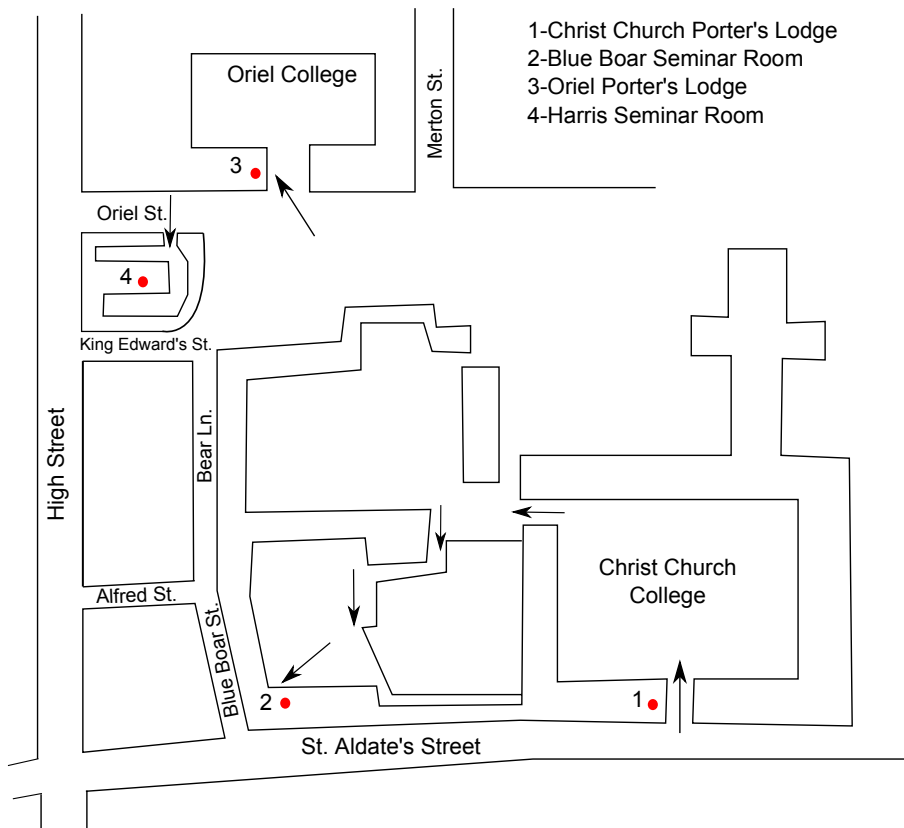 1-Christ Church Porter's Lodge
2-Blue Boar Seminar Room
3-Oriel Porter's Lodge
4-Harris Seminar Room
Oriel College
Merton St.
3
Oriel St.
4
King Edward's St.
High Street
Bear Ln.
Christ Church
College
Alfred St.
Blue Boar St.
2
1
St. Aldate's Street